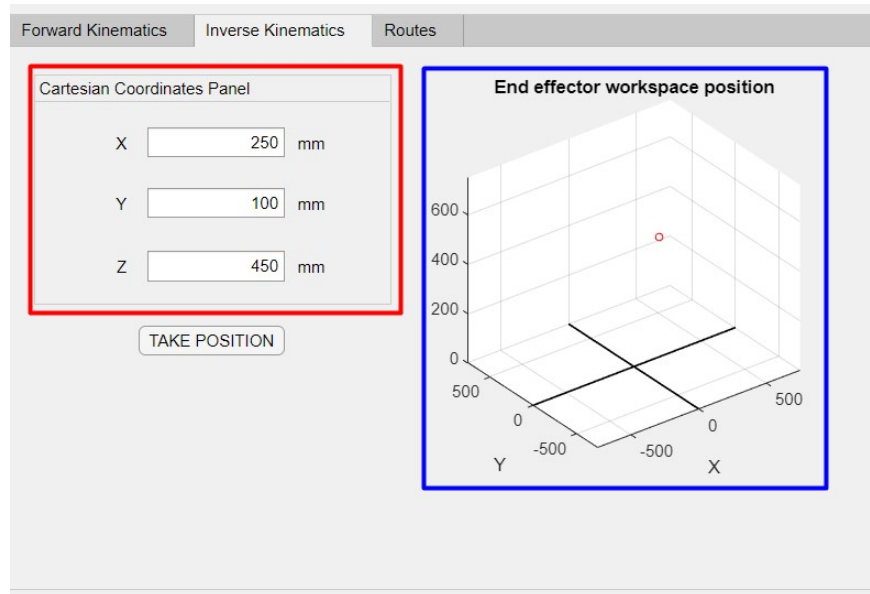 Forward Kinematics Inverse Kinematics Routes
Cartesian Coordinates Panel
X 250 mm
Y 100 mm
Z 450 mm
TAKE POSITION
End effector workspace position
600
400
200
0
500
0
-500
Y
-500
0
500
X